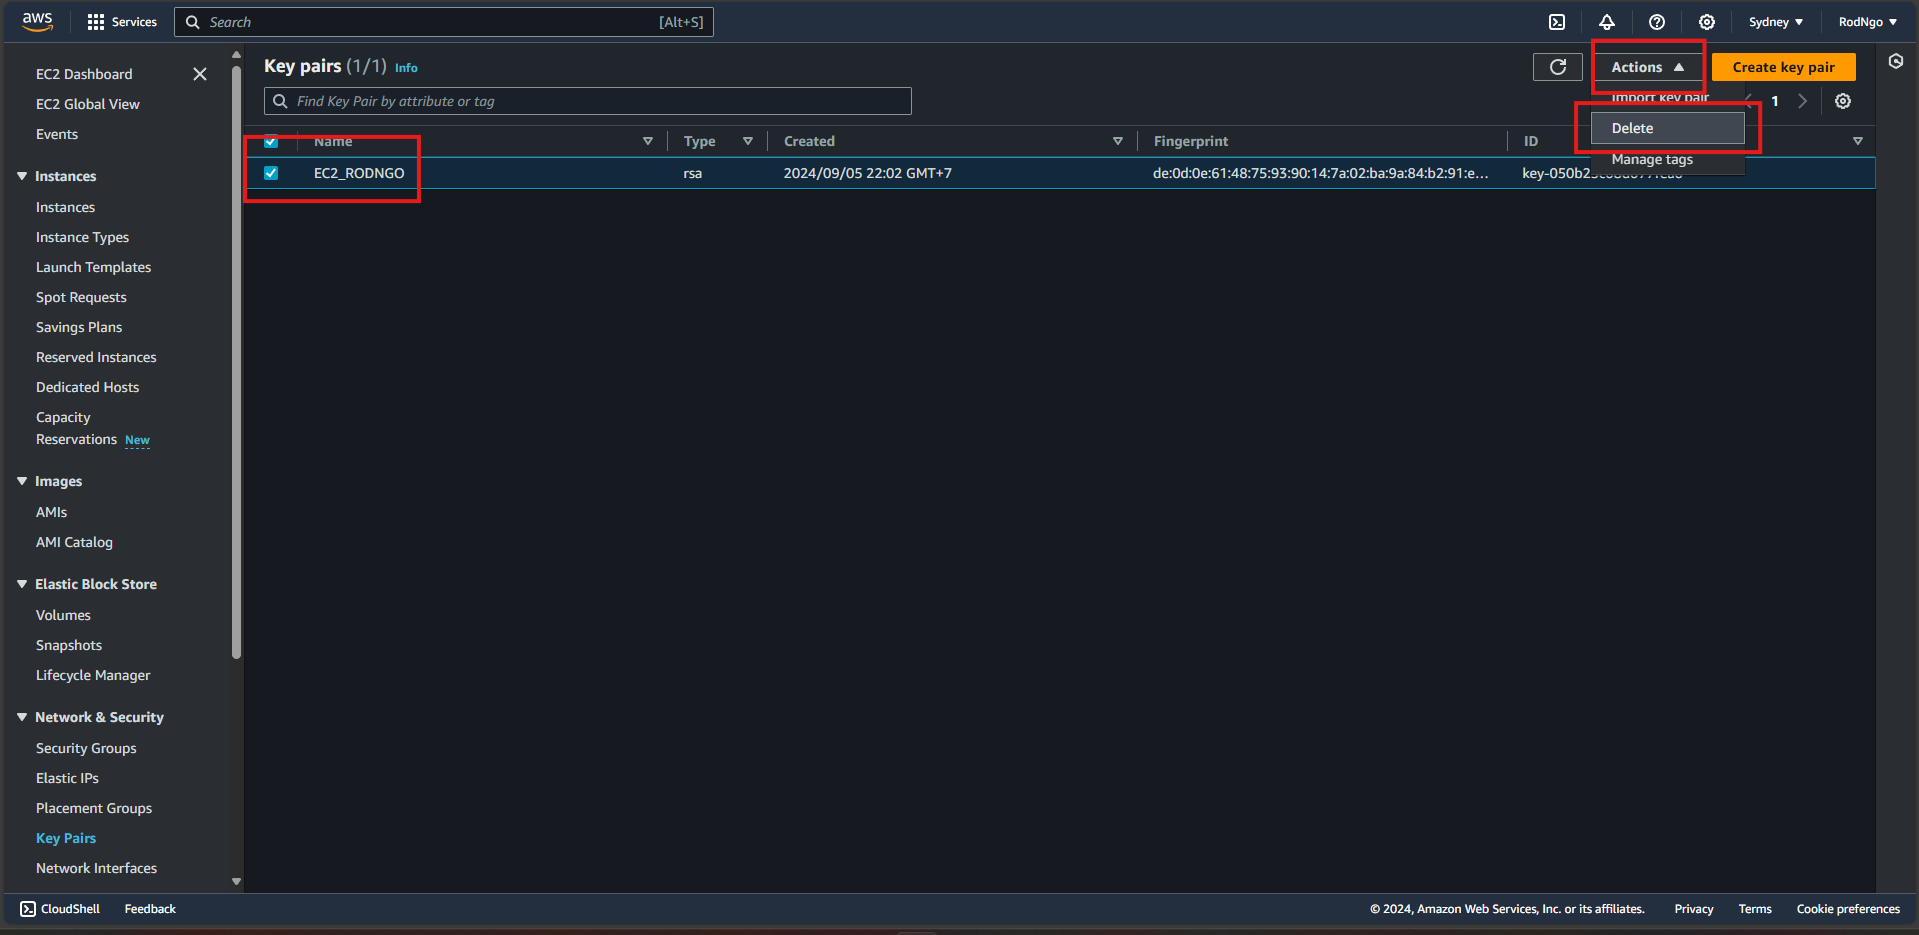 aws
Services
Search
[Alt+S]
Sydney
RodNgo
EC2 Dashboard
EC2 Global View
Events
Instances
Instances
Instance Types
Launch Templates
Spot Requests
Savings Plans
Reserved Instances
Dedicated Hosts
Capacity
Reservations New
Images
AMIs
AMI Catalog
Elastic Block Store
Volumes
Snapshots
Lifecycle Manager
Network & Security
Security Groups
Elastic IPs
Placement Groups
Key Pairs
Network Interfaces
Key pairs (1/1) Info
Actions
Create key pair
Find Key Pair by attribute or tag
Import key pair
1
Delete
Manage tags
Name Type Created Fingerprint ID
EC2_RODNGO rsa 2024/09/05 22:02 GMT+7 de:0d:0e:61:48:75:93:90:14:7a:02:ba:9a:84:b2:91:e...
CloudShell
Feedback
© 2024, Amazon Web Services, Inc. or its affiliates.
Privacy
Terms
Cookie preferences